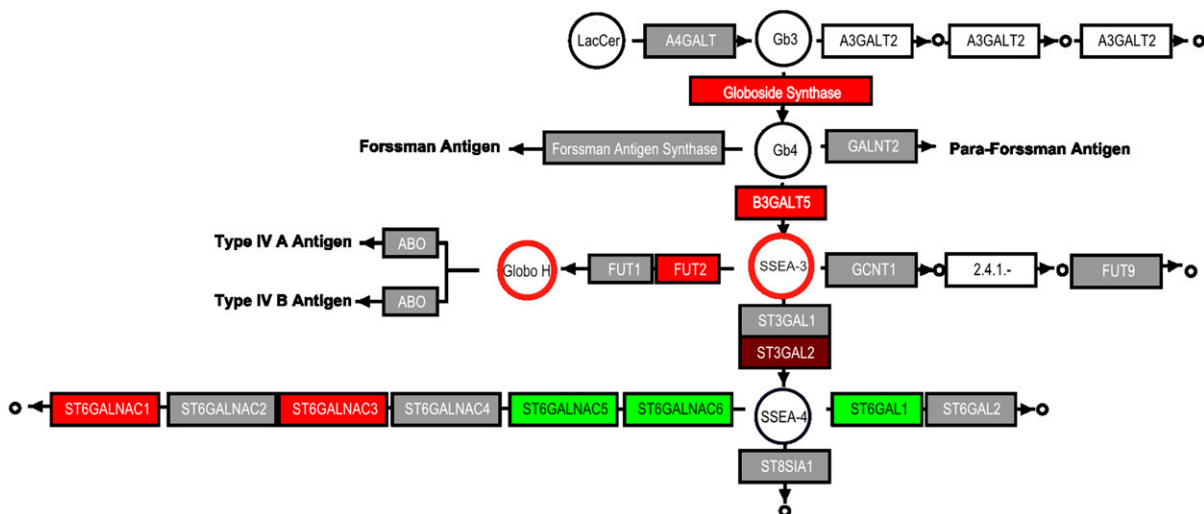 LacCer A4GALT Gb3 A3GALT2 A3GALT2 A3GALT2
Globoside Synthase
Forssman Antigen Forssman Antigen Synthase Gb4 GALNT2 Para-Forssman Antigen
B3GALT5
Type IV A Antigen ABO
Globo H FUT1 FUT2 SSEA-3 GCNT1 2.4.1.- FUT9
Type IV B Antigen ABO
ST3GAL1
ST3GAL2
ST6GALNAC1 ST6GALNAC2 ST6GALNAC3 ST6GALNAC4 ST6GALNAC5 ST6GALNAC6 SSEA-4 ST6GAL1 ST6GAL2
ST8SIA1